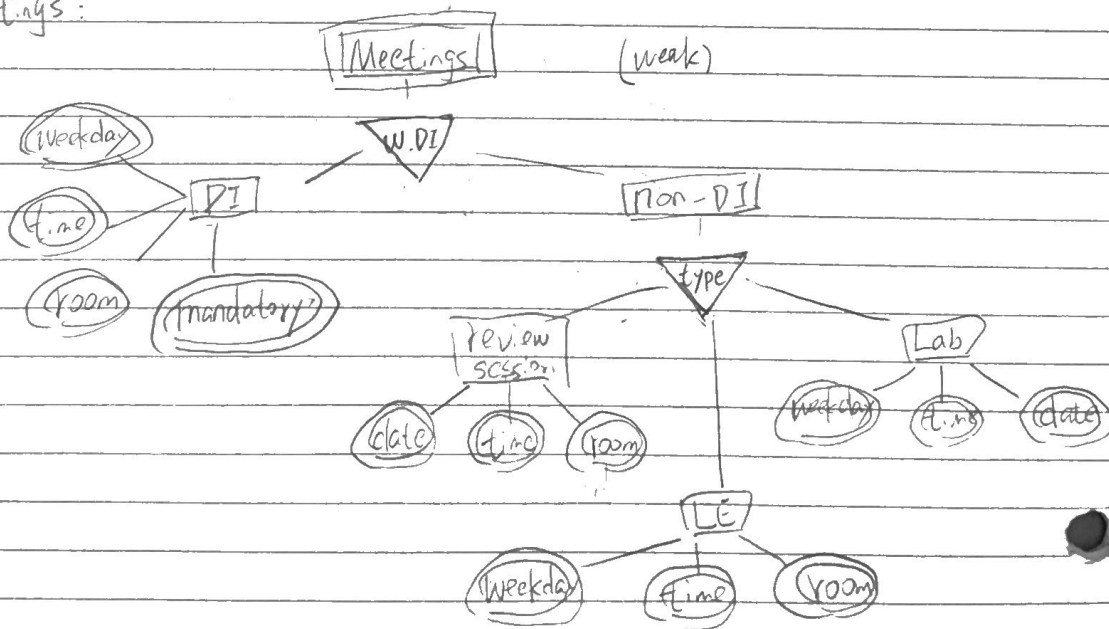 tings:
Meetings (weak)
weekday
W.DI
DI
non-DI
time
type
room
mandatory?
review
session
Lab
date
time
room
weekday
time
date
LE
weekday
time
room